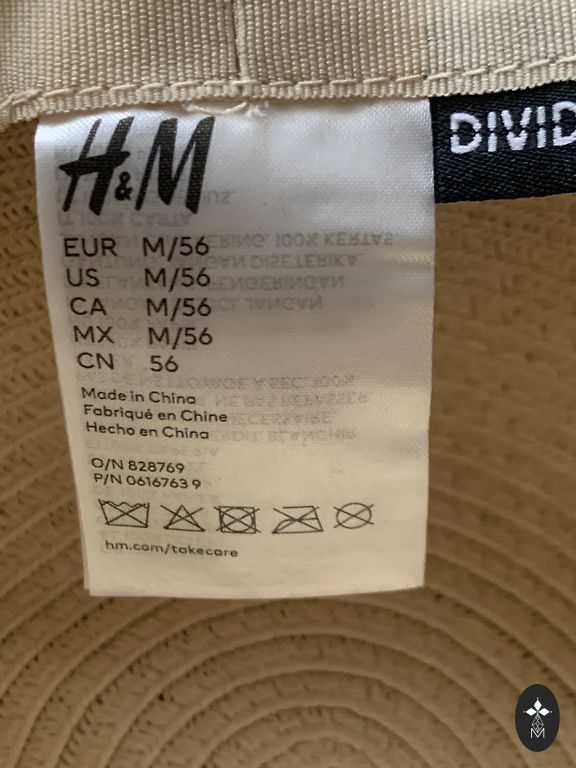 H&M
DIVID
EUR M/56
US M/56
CA M/56
MX M/56
CN 56
Made in China
Fabriqué en Chine
Hecho en China
O/N 828769
P/N 0616763 9
hm.com/takecare
M